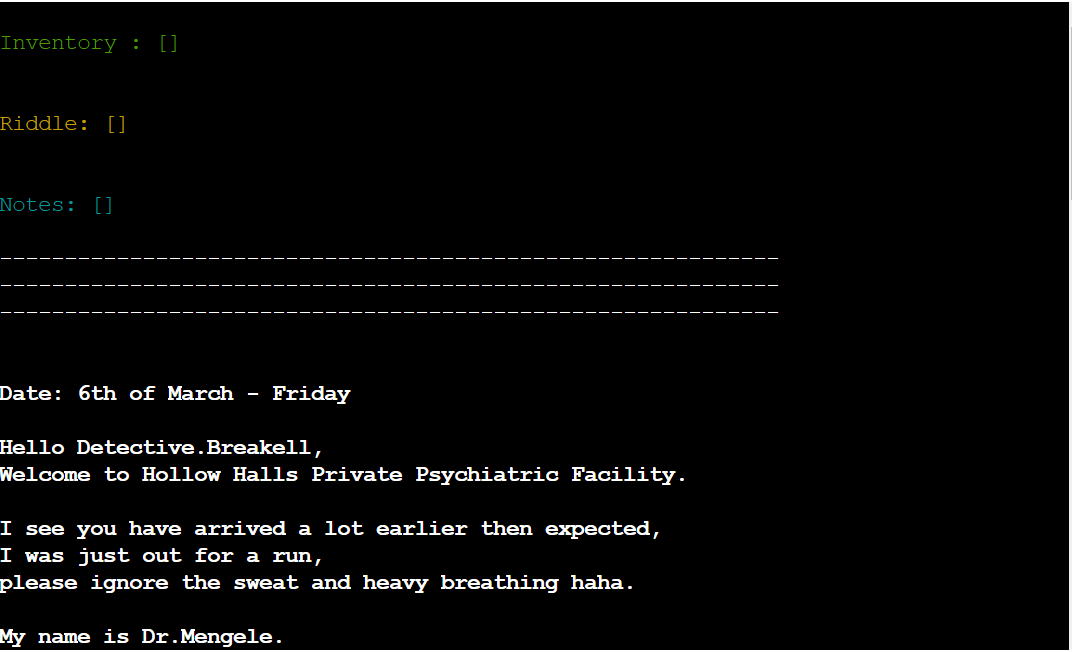 Inventory : []
Riddle: []
Notes: []
------------------------------------------------------------
------------------------------------------------------------
------------------------------------------------------------
Date: 6th of March - Friday
Hello Detective.Breakell,
Welcome to Hollow Halls Private Psychiatric Facility.
I see you have arrived a lot earlier then expected,
I was just out for a run,
please ignore the sweat and heavy breathing haha.
My name is Dr.Mengele.